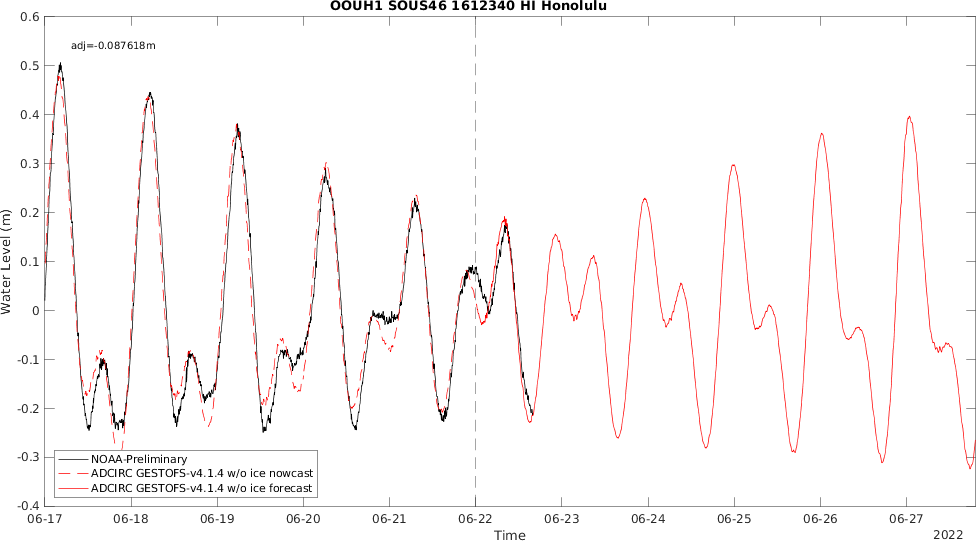 OOUH1 SOUS46 1612340 HI Honolulu
adj=-0.087618m
Water Level (m)
0.6
0.5
0.4
0.3
0.2
0.1
0
-0.1
-0.2
-0.3
-0.4
NOAA-Preliminary
ADCIRC GESTOFS-v4.1.4 w/o ice nowcast
ADCIRC GESTOFS-v4.1.4 w/o ice forecast
06-17 06-18 06-19 06-20 06-21 06-22 06-23 06-24 06-25 06-26 06-27
Time
2022